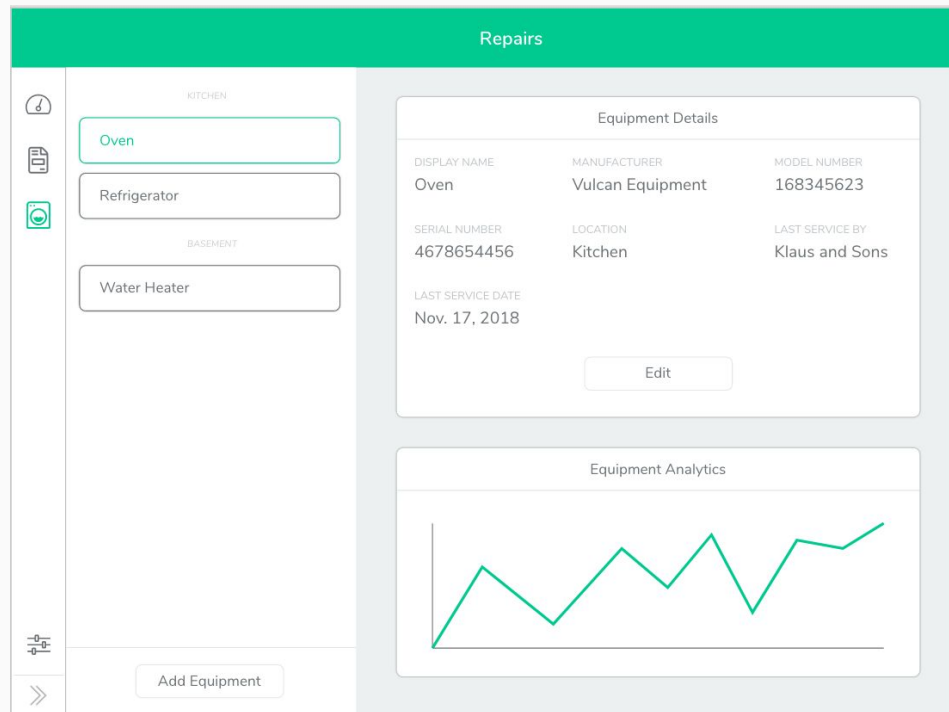 Repairs
KITCHEN
Oven
Refrigerator
BASEMENT
Water Heater
Add Equipment
Equipment Details
DISPLAY NAME MANUFACTURER MODEL NUMBER
Oven Vulcan Equipment 168345623
SERIAL NUMBER LOCATION LAST SERVICE BY
4678654456 Kitchen Klaus and Sons
LAST SERVICE DATE
Nov. 17, 2018
Edit
Equipment Analytics